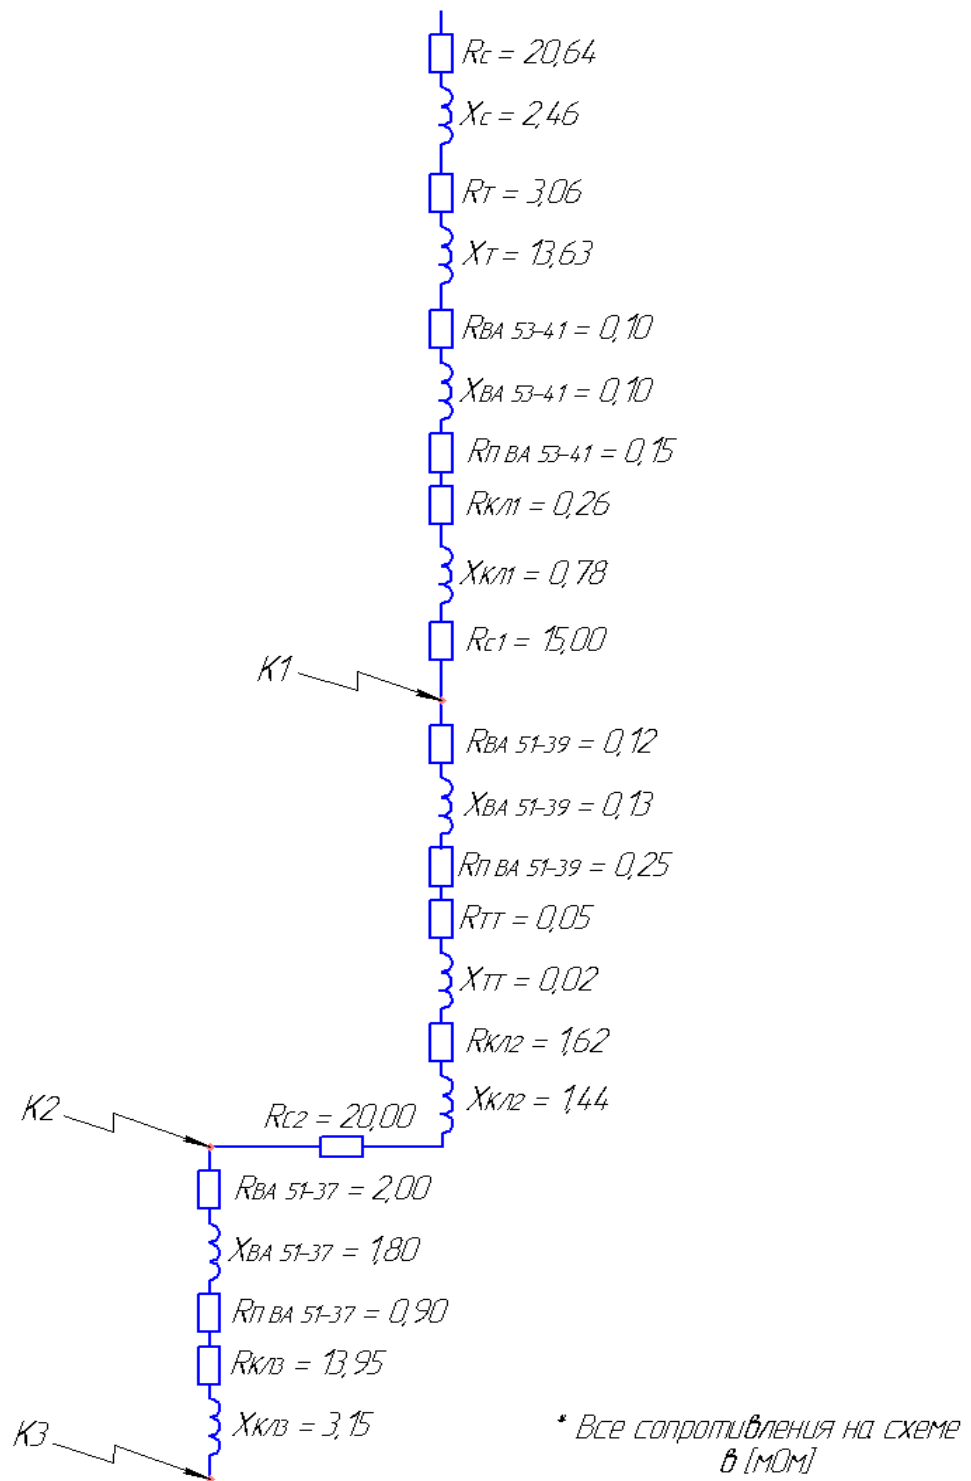 Rс = 20,64
Xс = 2,46
Rт = 3,06
Xт = 13,63
RВА 53-41 = 0,10
XВА 53-41 = 0,10
RП ВА 53-41 = 0,15
Rкл1 = 0,26
Xкл1 = 0,78
Rс1 = 15,00
К1
RВА 51-39 = 0,12
XВА 51-39 = 0,13
RП ВА 51-39 = 0,25
RТТ = 0,05
XТТ = 0,02
RКЛ2 = 1,62
XКЛ2 = 1,44
RС2 = 20,00
К2
RВА 51-37 = 2,00
XВА 51-37 = 1,80
RП ВА 51-37 = 0,90
RКЛ3 = 13,95
XКЛ3 = 3,15
К3
* Все сопротивления на схеме
в [мОм]